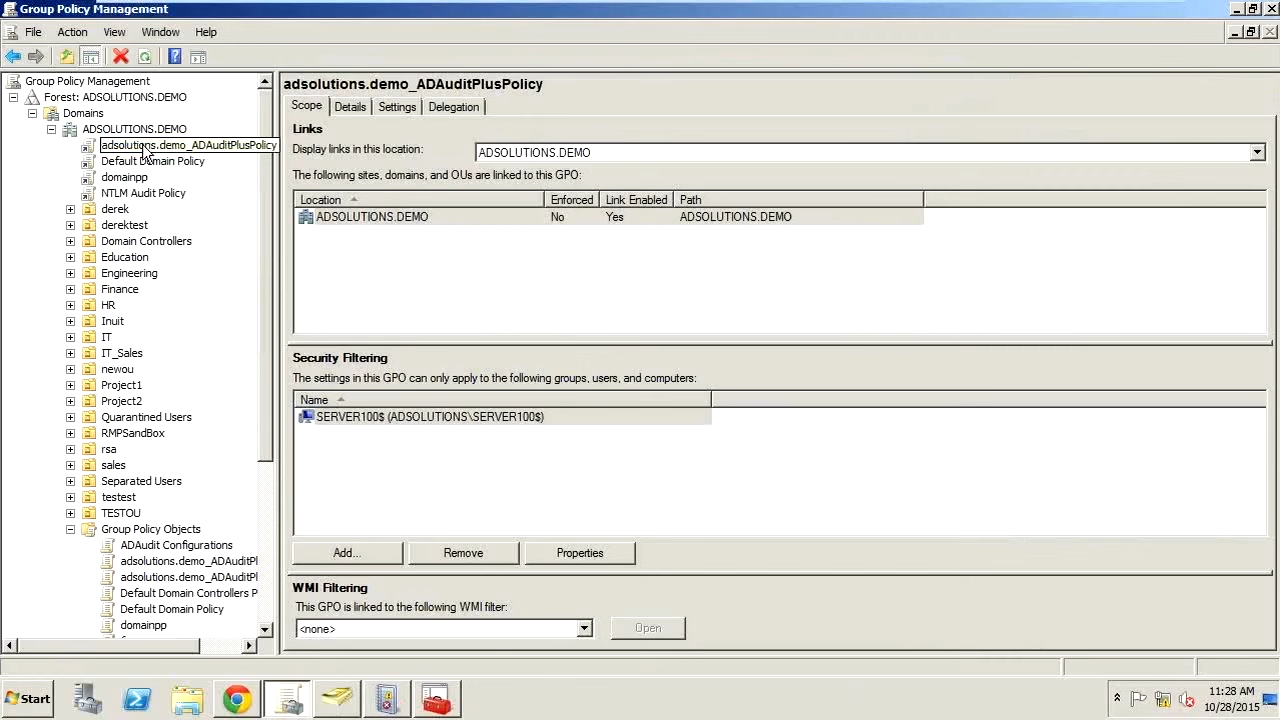 Group Policy Management
File Action View Window Help
Group Policy Management
Forest: ADSOLUTIONS.DEMO
Domains
ADSOLUTIONS.DEMO
adsolutions.demo_ADAuditPlusPolicy
Default Domain Policy
domainpp
NTLM Audit Policy
derek
derektest
Domain Controllers
Education
Engineering
Finance
HR
Inuit
IT
IT_Sales
newou
Project1
Project2
Quarantined Users
RMPSandBox
rsa
sales
Separated Users
testest
TESTOU
Group Policy Objects
ADAudit Configurations
adsolutions.demo_ADAuditPl
adsolutions.demo_ADAuditPl
Default Domain Controllers P
Default Domain Policy
domainpp
adsolutions.demo_ADAuditPlusPolicy
Scope Details Settings Delegation
Links
Display links in this location: ADSOLUTIONS.DEMO
The following sites, domains, and OUs are linked to this GPO:
Location Enforced Link Enabled Path
ADSOLUTIONS.DEMO No Yes ADSOLUTIONS.DEMO
Security Filtering
The settings in this GPO can only apply to the following groups, users, and computers:
Name
SERVER100$ (ADSOLUTIONS\SERVER100$)
Add... Remove Properties
WMI Filtering
This GPO is linked to the following WMI filter:
<none> Open
Start
11:28 AM
10/28/2015